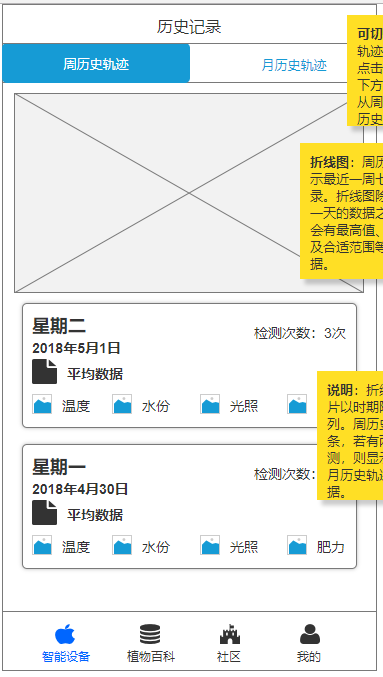 历史记录
周历史轨迹
月历史轨迹
可切
轨迹
点击
下方
从周
历史
折线图：周历
示最近一周七
录。折线图除
一天的数据之
会有最高值、
及合适范围等
据。
星期二
2018年5月1日
检测次数：3次
平均数据
温度
水份
光照
说明：折线
片以时期降
列。周历史
条，若有两
测，则显示
月历史轨迹
据。
星期一
2018年4月30日
检测次数：
平均数据
温度
水份
光照
肥力
智能设备
植物百科
社区
我的